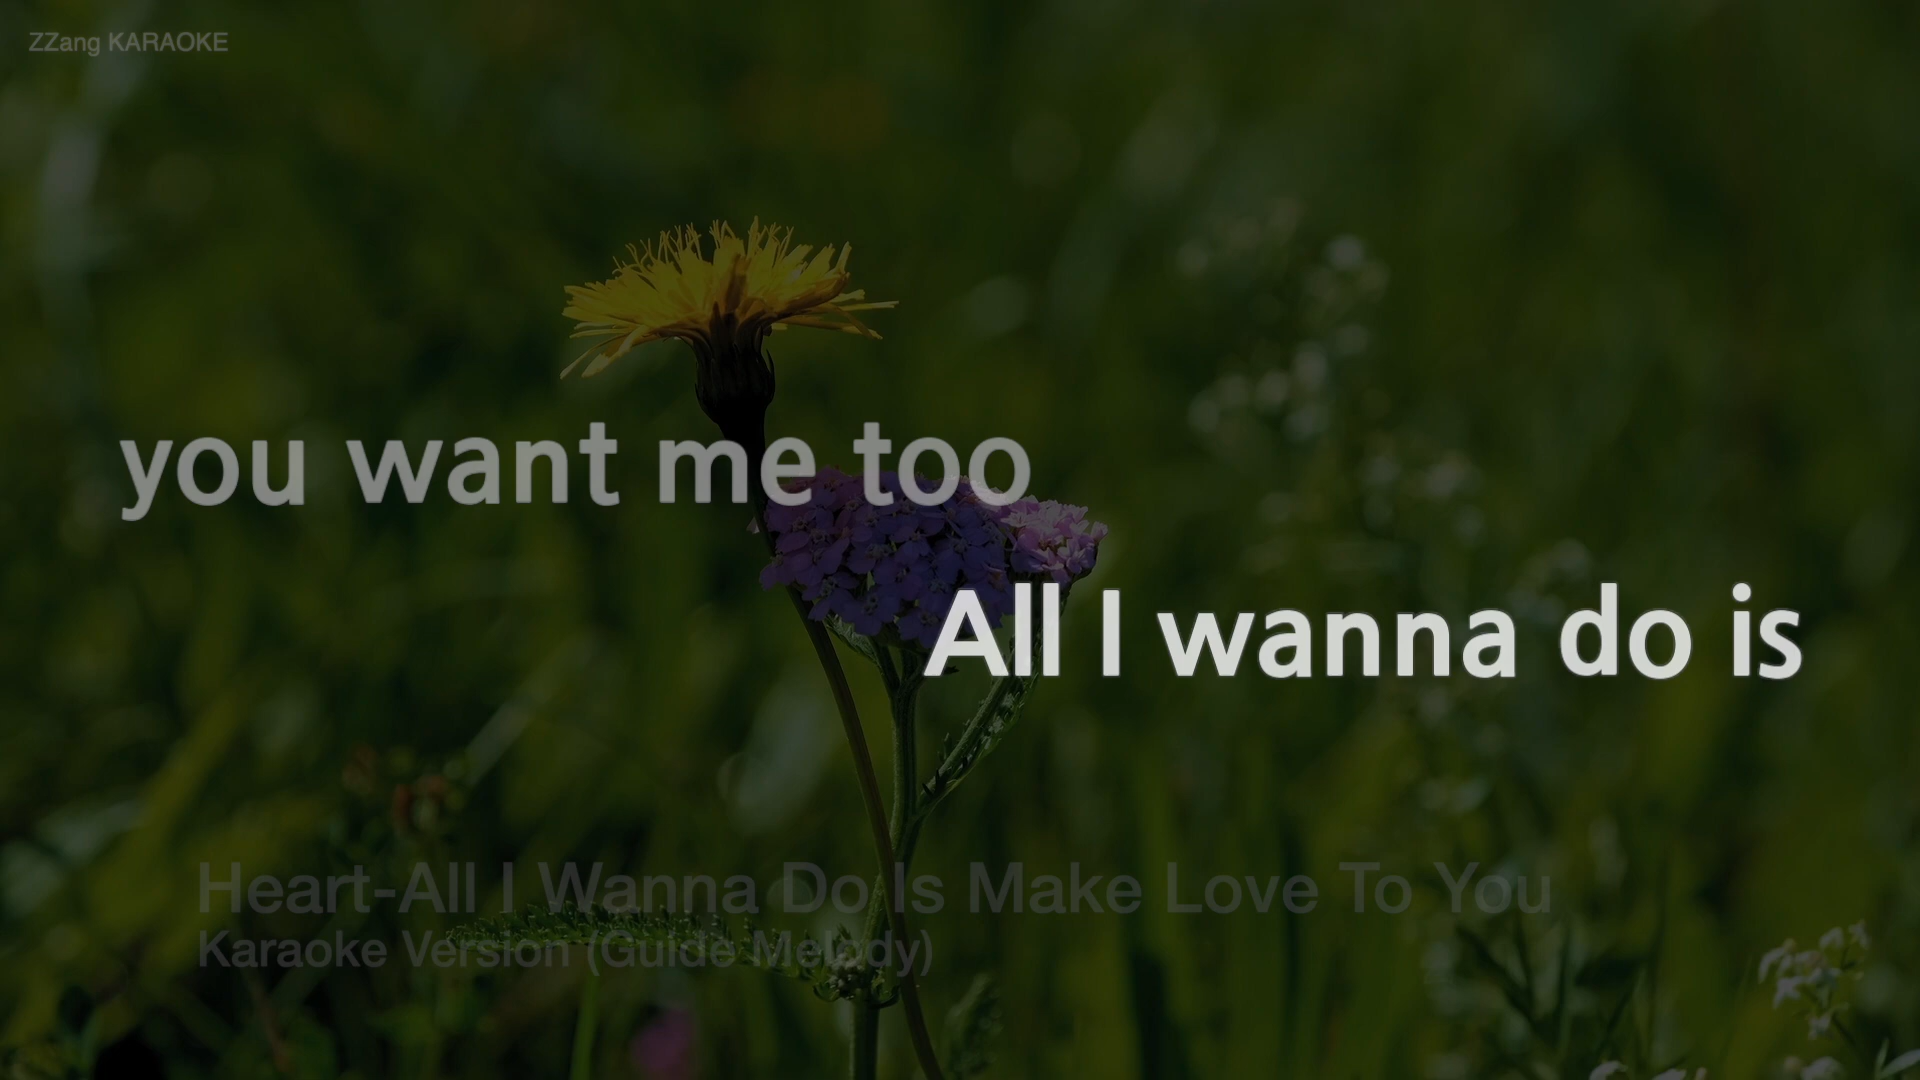 ZZang KARAOKE
you want me too
All I wanna do is
Heart-All I Wanna Do Is Make Love To You
Karaoke Version (Guide Melody)